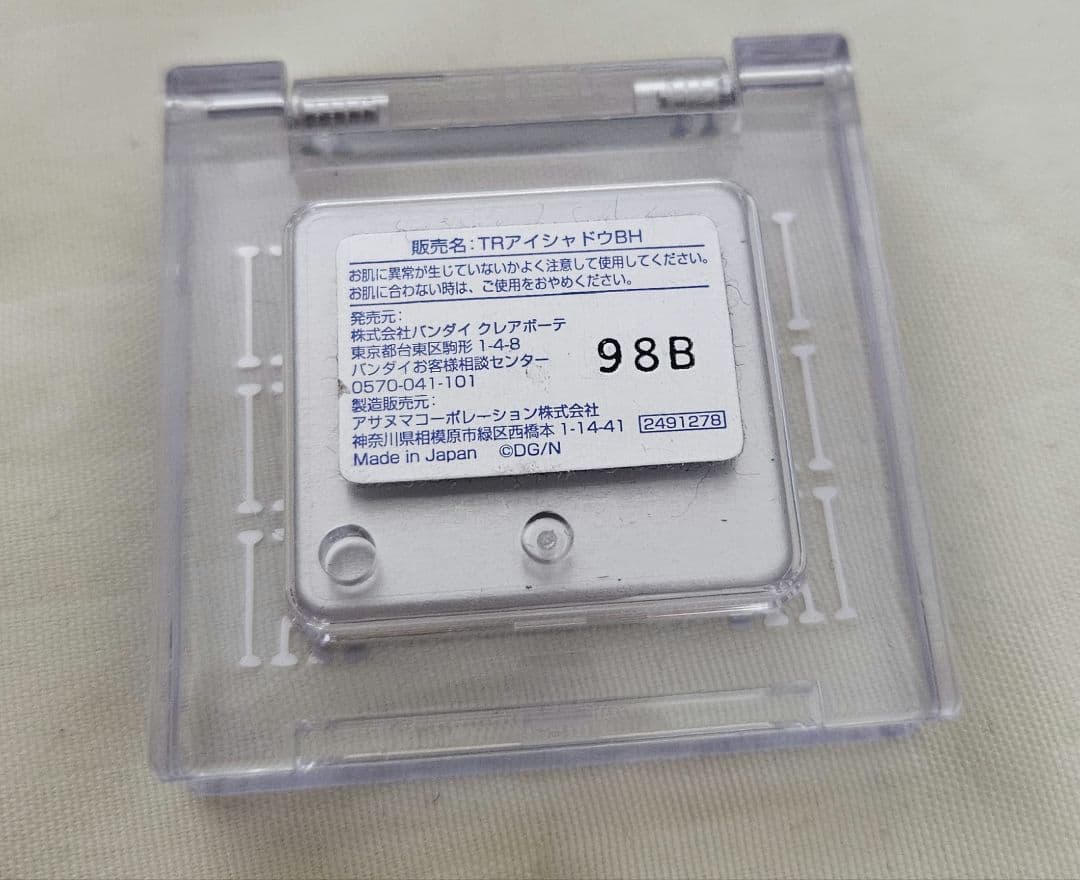 販売名:TRアイシャドウBH
お肌に異常が生じていないかよく注意して使用してください。
お肌に合わない時は、ご使用をおやめください。
発売元:
株式会社バンダイ クレアボーテ
東京都台東区駒形 1-4-8
バンダイお客様相談センター
0570-041-101
98B
製造販売元:
アサヌマコーポレーション株式会社
神奈川県相模原市緑区西橋本 1-14-41
2491278
Made in Japan ©DG/N